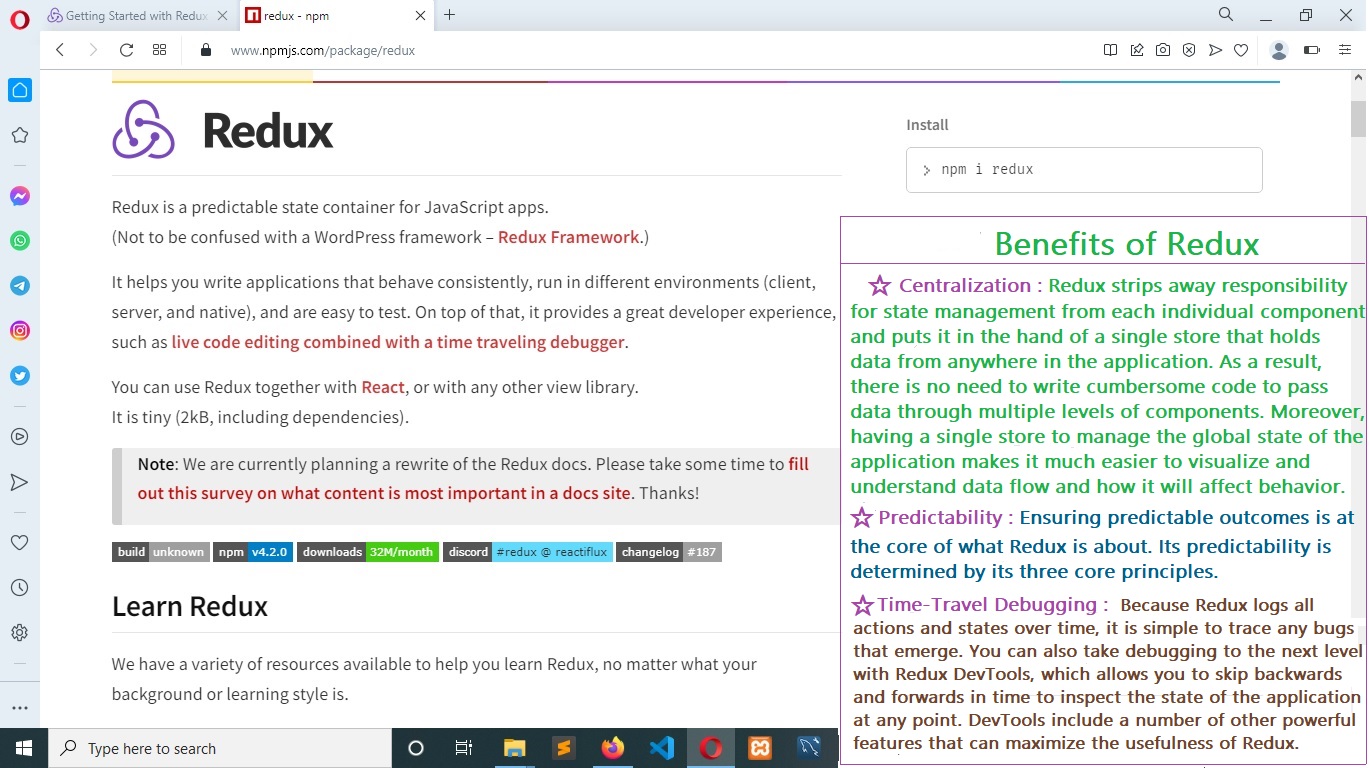 Getting Started with Redux
redux - npm
www.npmjs.com/package/redux
Redux
Redux is a predictable state container for JavaScript apps.
(Not to be confused with a WordPress framework – Redux Framework.)
It helps you write applications that behave consistently, run in different environments (client,
server, and native), and are easy to test. On top of that, it provides a great developer experience,
such as live code editing combined with a time traveling debugger.
You can use Redux together with React, or with any other view library.
It is tiny (2kB, including dependencies).
Note: We are currently planning a rewrite of the Redux docs. Please take some time to fill
out this survey on what content is most important in a docs site. Thanks!
build unknown npm v4.2.0 downloads 32M/month discord #redux @ reactiflux changelog #187
Learn Redux
We have a variety of resources available to help you learn Redux, no matter what your
background or learning style is.
Install
> npm i redux
Benefits of Redux
☆ Centralization : Redux strips away responsibility
for state management from each individual component
and puts it in the hand of a single store that holds
data from anywhere in the application. As a result,
there is no need to write cumbersome code to pass
data through multiple levels of components. Moreover,
having a single store to manage the global state of the
application makes it much easier to visualize and
understand data flow and how it will affect behavior.
☆ Predictability : Ensuring predictable outcomes is at
the core of what Redux is about. Its predictability is
determined by its three core principles.
☆ Time-Travel Debugging : Because Redux logs all
actions and states over time, it is simple to trace any bugs
that emerge. You can also take debugging to the next level
with Redux DevTools, which allows you to skip backwards
and forwards in time to inspect the state of the application
at any point. DevTools include a number of other powerful
features that can maximize the usefulness of Redux.
Type here to search